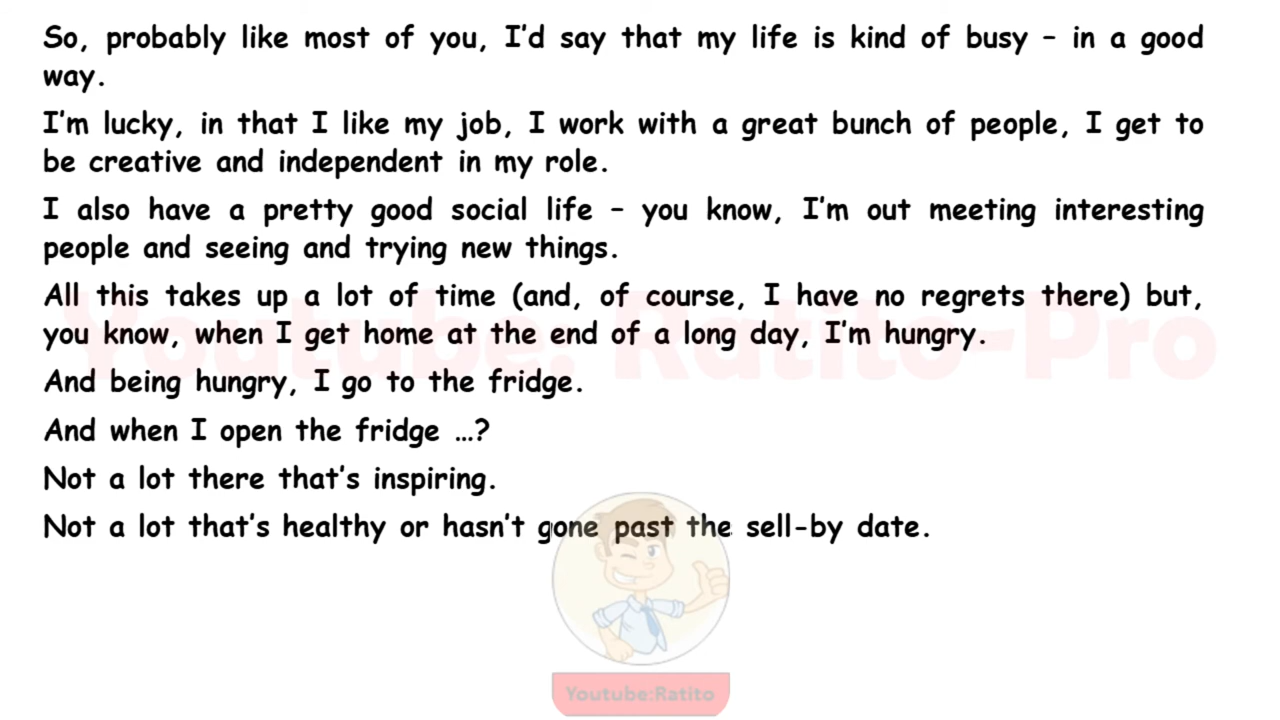 So, probably like most of you, I'd say that my life is kind of busy – in a good
way.
I'm lucky, in that I like my job, I work with a great bunch of people, I get to
be creative and independent in my role.
I also have a pretty good social life – you know, I'm out meeting interesting
people and seeing and trying new things.
All this takes up a lot of time (and, of course, I have no regrets there) but,
you know, when I get home at the end of a long day, I'm hungry.
Youtube: Ratito-Pro
And being hungry, I go to the fridge.
And when I open the fridge …?
Not a lot there that's inspiring.
Not a lot that's healthy or hasn't gone past the sell-by date.
Youtube:Ratito